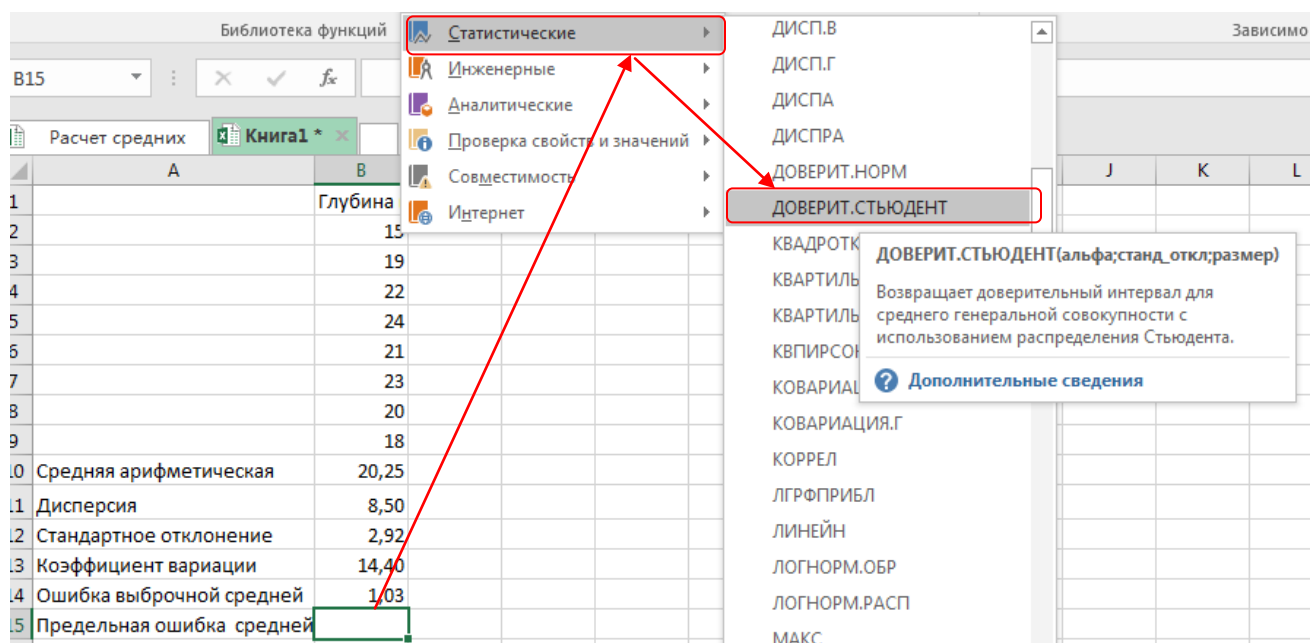 Библиотека функций
Зависимо
B15
fx
Расчет средних
Книга1 *
Статистические
Инженерные
Аналитические
Проверка свойств и значений
Совместимость
Интернет
ДИСП.В
ДИСП.Г
ДИСПА
ДИСПРА
ДОВЕРИТ.НОРМ
ДОВЕРИТ.СТЬЮДЕНТ
КВАДРОТК
КВАРТИЛЬ
КВАРТИЛЬ
КВПИРСОН
КОВАРИАЦ
КОВАРИАЦИЯ.Г
КОРРЕЛ
ЛГРФПРИБЛ
ЛИНЕЙН
ЛОГНОРМ.ОБР
ЛОГНОРМ.РАСП
МАКС
ДОВЕРИТ.СТЬЮДЕНТ(альфа;станд_откл;размер)
Возвращает доверительный интервал для
среднего генеральной совокупности с
использованием распределения Стьюдента.
? Дополнительные сведения
A B J K L
1 Глубина
2 15
3 19
4 22
5 24
6 21
7 23
8 20
9 18
10 Средняя арифметическая 20,25
11 Дисперсия 8,50
12 Стандартное отклонение 2,92
13 Коэффициент вариации 14,40
14 Ошибка выброчной средней 1,03
15 Предельная ошибка средней